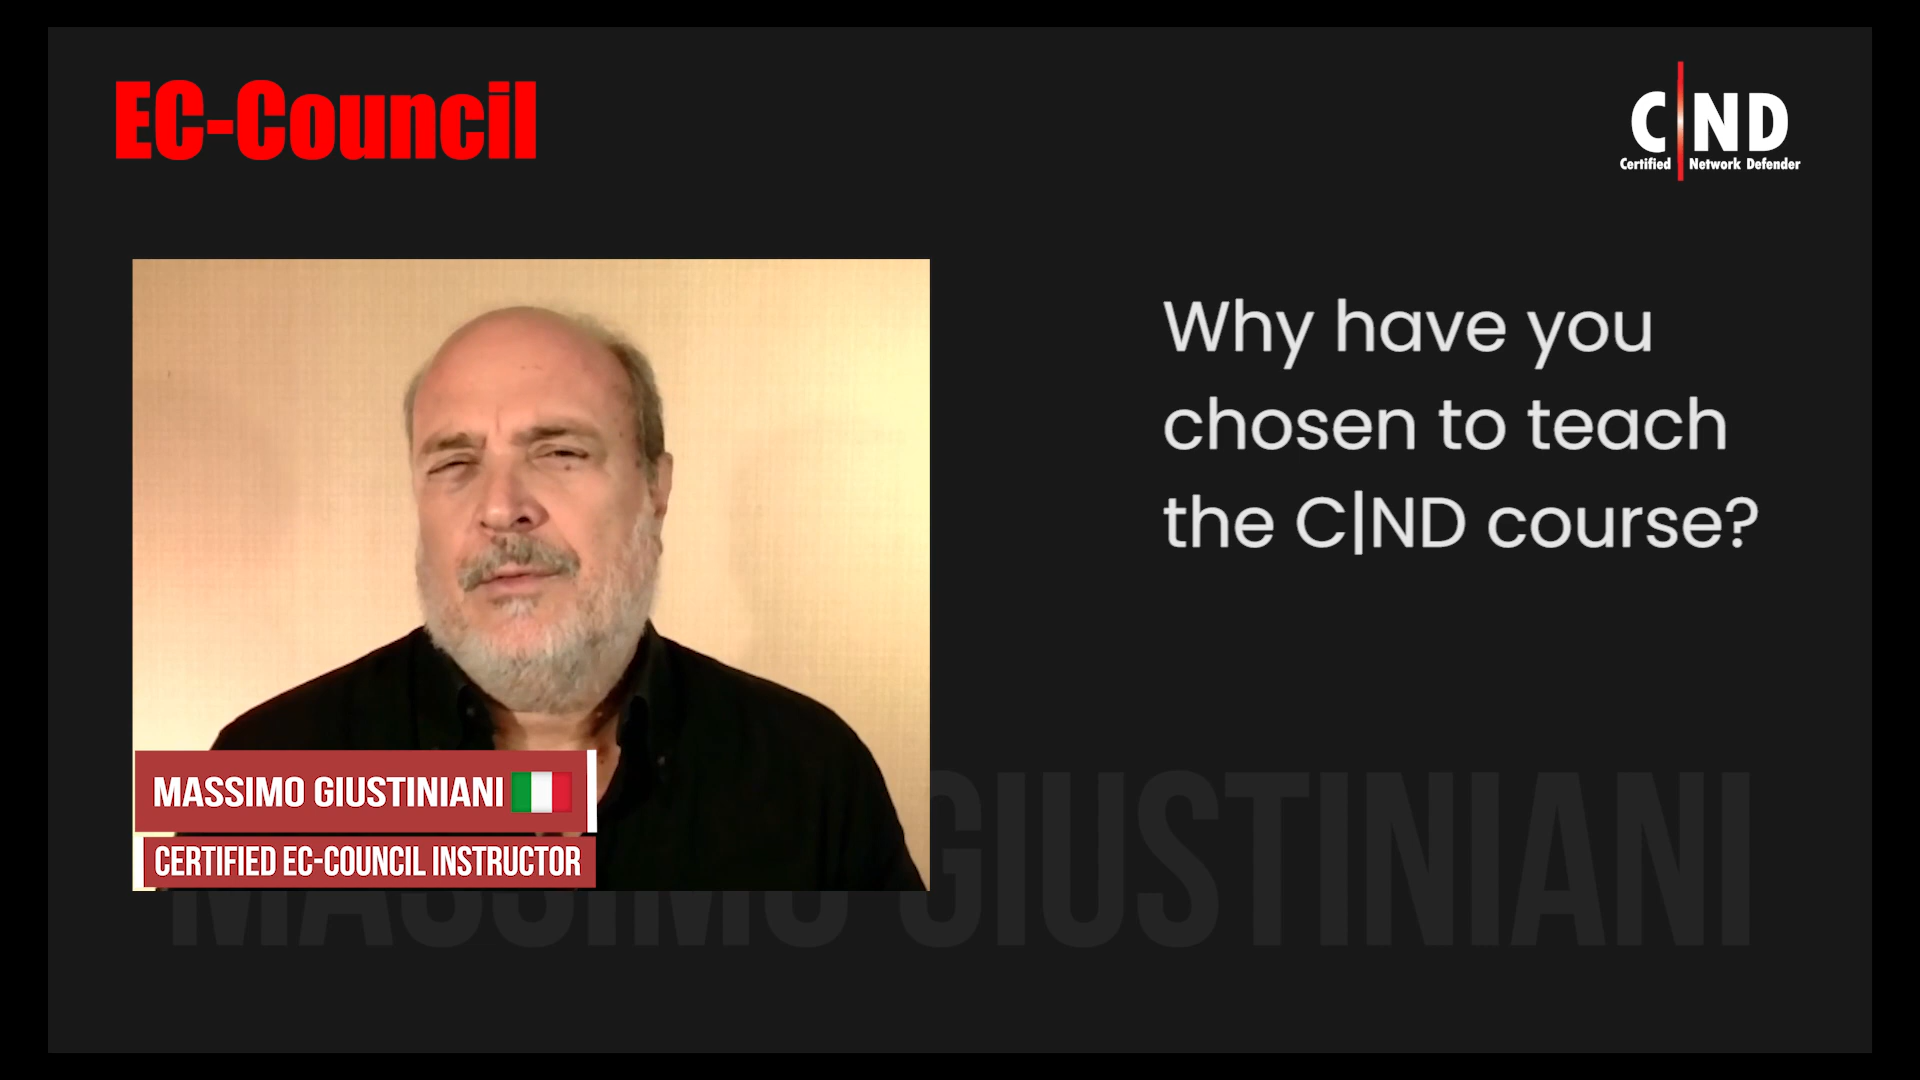 EC-Council
C|ND
Certified Network Defender
Why have you
chosen to teach
the C|ND course?
MASSIMO GIUSTINIANI
CERTIFIED EC-COUNCIL INSTRUCTOR
MASSIMO GIUSTINIANI